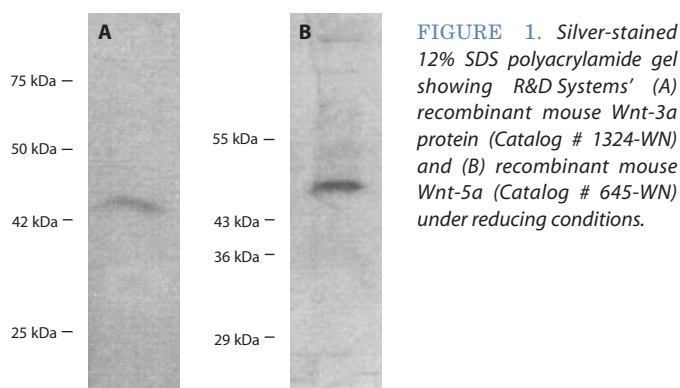 A
75 kDa
50 kDa
42 kDa
25 kDa
B
55 kDa
43 kDa
36 kDa
29 kDa
FIGURE 1. Silver-stained
12% SDS polyacrylamide gel
showing R&D Systems' (A)
recombinant mouse Wnt-3a
protein (Catalog # 1324-WN)
and (B) recombinant mouse
Wnt-5a (Catalog # 645-WN)
under reducing conditions.